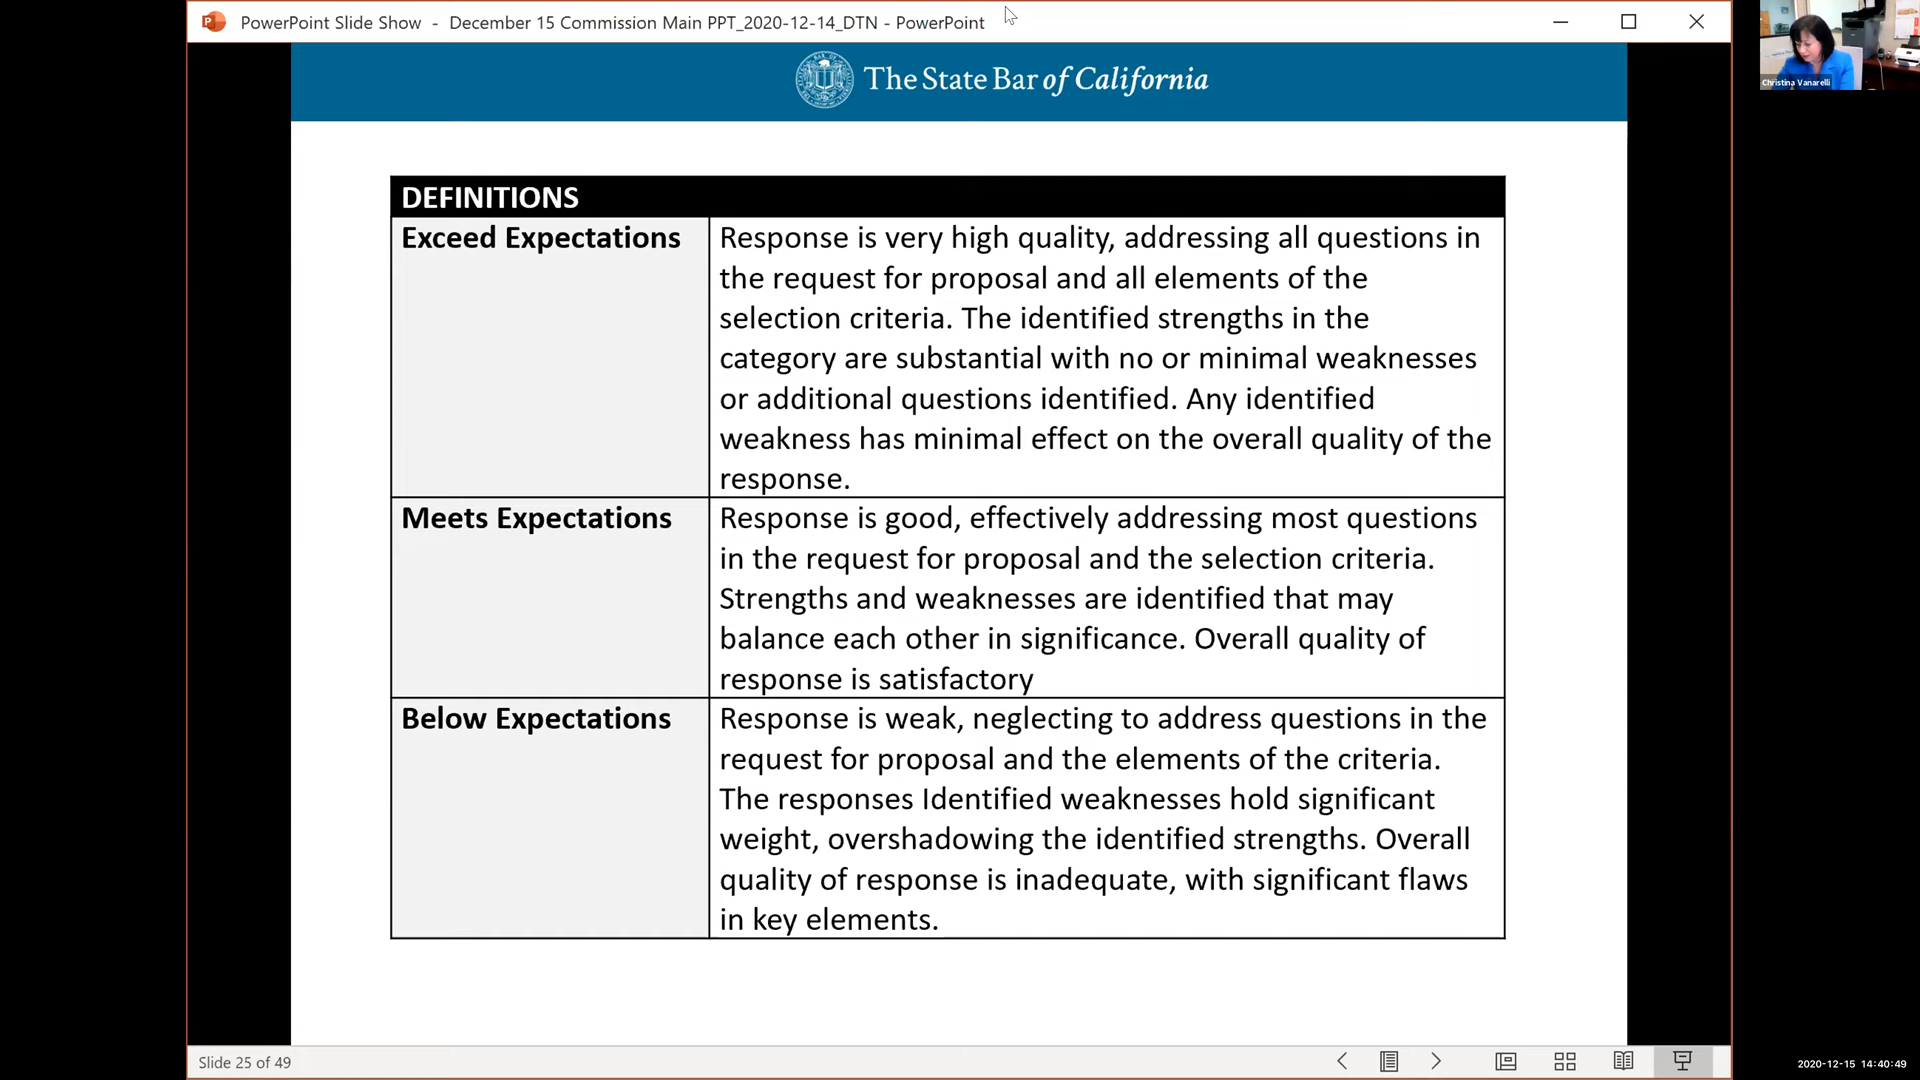 PowerPoint Slide Show - December 15 Commission Main PPT_2020-12-14_DTN - PowerPoint
Christina Vanarelli
The State Bar of California
DEFINITIONS
Exceed Expectations
Response is very high quality, addressing all questions in
the request for proposal and all elements of the
selection criteria. The identified strengths in the
category are substantial with no or minimal weaknesses
or additional questions identified. Any identified
weakness has minimal effect on the overall quality of the
response.
Meets Expectations
Response is good, effectively addressing most questions
in the request for proposal and the selection criteria.
Strengths and weaknesses are identified that may
balance each other in significance. Overall quality of
response is satisfactory
Below Expectations
Response is weak, neglecting to address questions in the
request for proposal and the elements of the criteria.
The responses Identified weaknesses hold significant
weight, overshadowing the identified strengths. Overall
quality of response is inadequate, with significant flaws
in key elements.
Slide 25 of 49
2020-12-15 14:40:49